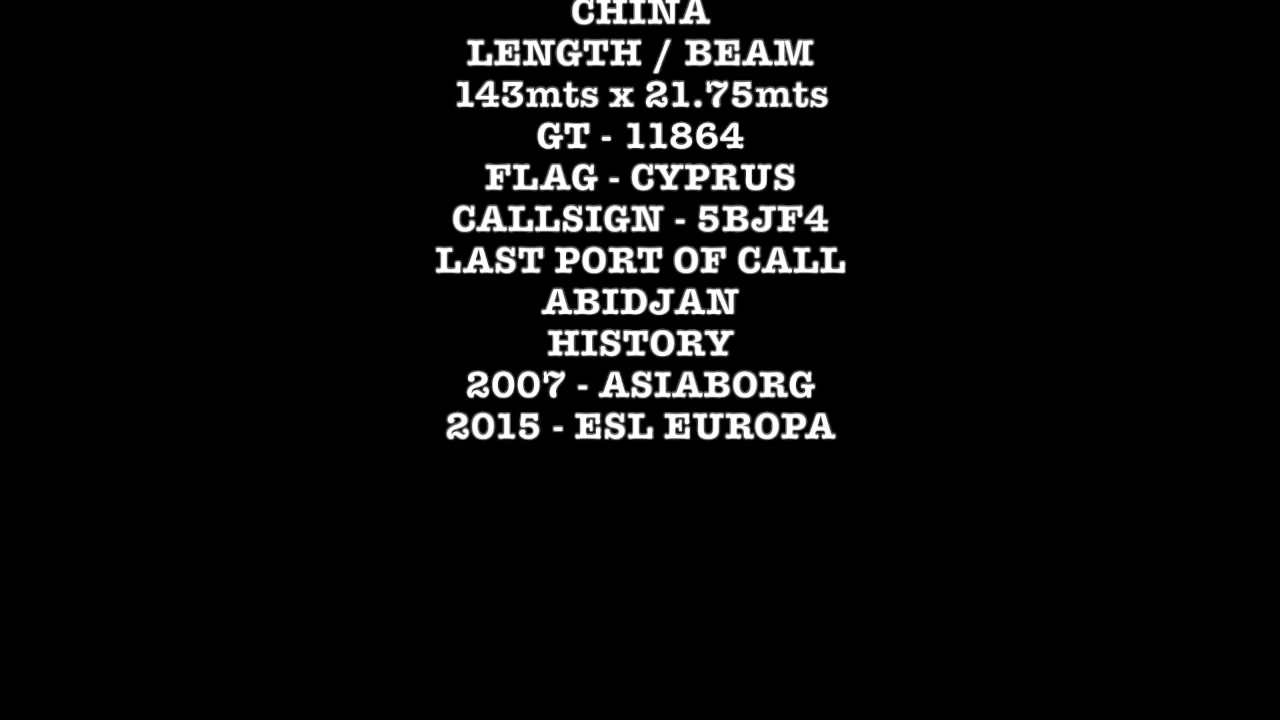 CHINA
LENGTH / BEAM
143mts x 21.75mts
GT - 11864
FLAG - CYPRUS
CALLSIGN - 5BJF4
LAST PORT OF CALL
ABIDJAN
HISTORY
2007 - ASIABORG
2015 - ESL EUROPA